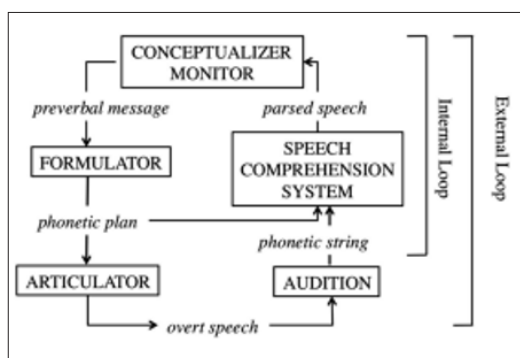 CONCEPTUALIZER
MONITOR
preverbal message
parsed speech
FORMULATOR
SPEECH
COMPREHENSION
SYSTEM
phonetic plan
phonetic string
ARTICULATOR
AUDITION
overt speech
Internal Loop
External Loop